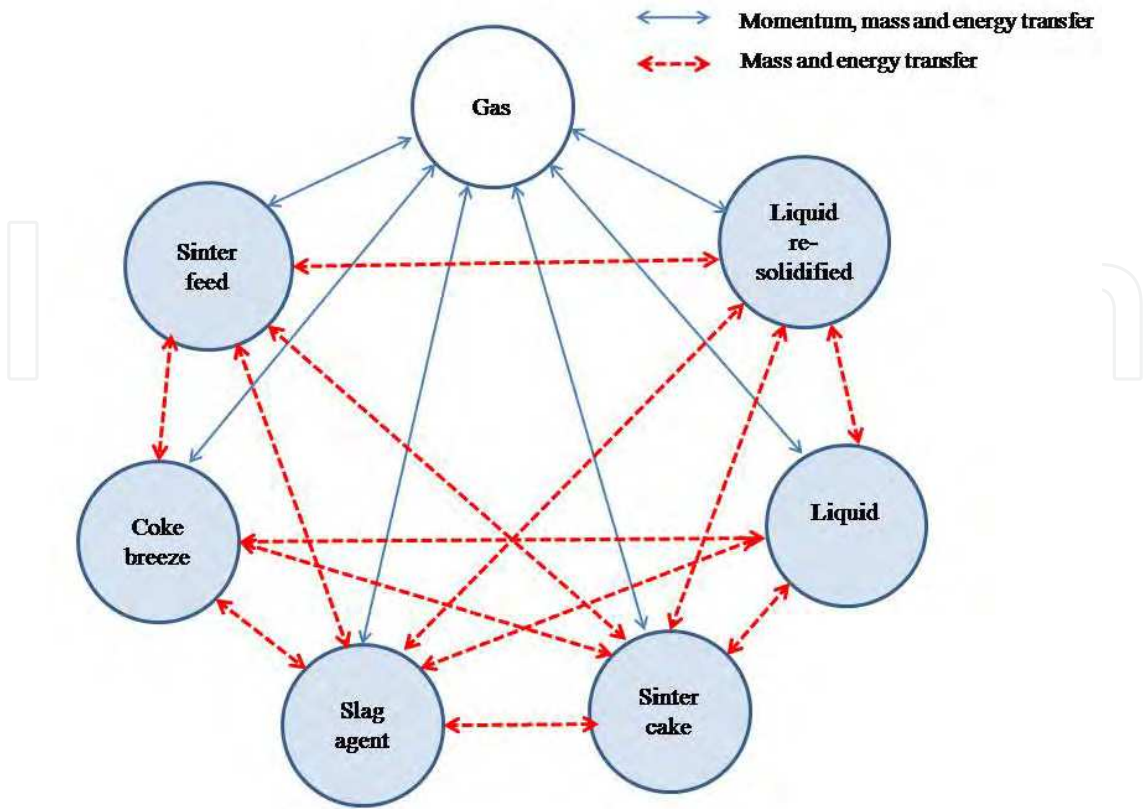 Momentum, mass and energy transfer
Mass and energy transfer
Gas
Liquid
re-
solidified
Sinter
feed
Liquid
Coke
breeze
Sinter
cake
Slag
agent